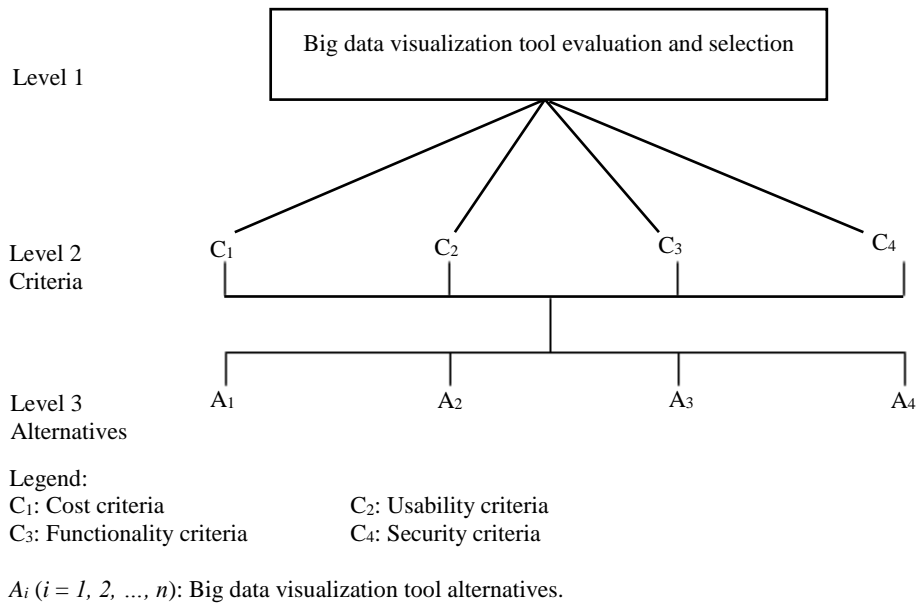 Big data visualization tool evaluation and selection
Level 1
Level 2
Criteria
C₁ C₂ C₃ C₄
Level 3
Alternatives
A₁ A₂ A₃ A₄
Legend:
C₁: Cost criteria C₂: Usability criteria
C₃: Functionality criteria C₄: Security criteria
Aᵢ (i = 1, 2, ..., n): Big data visualization tool alternatives.